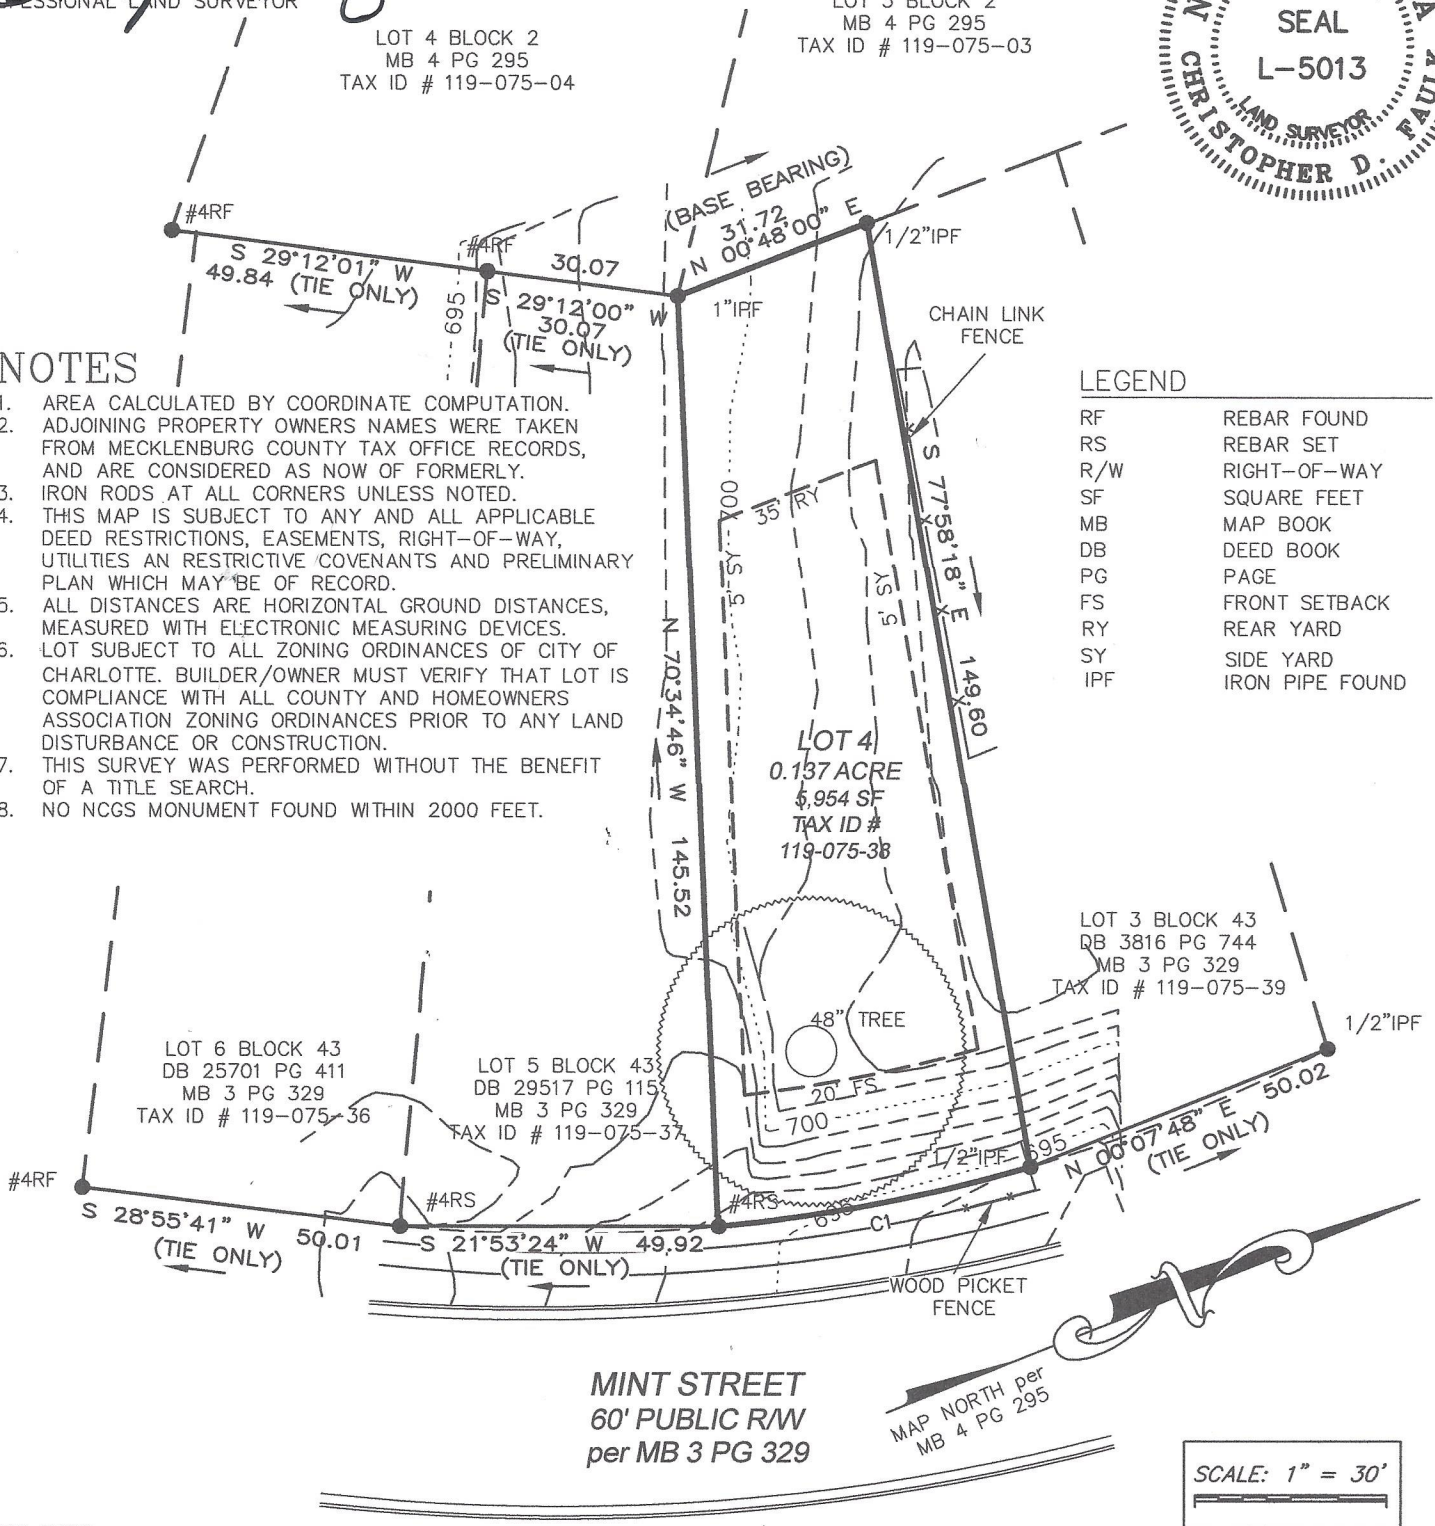 LAND SURVEYOR
LOT 4 BLOCK 2
MB 4 PG 295
TAX ID # 119-075-04
LOT 3 BLOCK 2
MB 4 PG 295
TAX ID # 119-075-03
SEAL
L-5013
LAND SURVEYOR
CHRISTOPHER D. FAULK
#4RF
S 29°12'01" W
49.84 (TIE ONLY)
#4RF
30.07
S 29°12'00" W
30.07
(TIE ONLY)
695
(BASE BEARING)
31.72
N 00°48'00" E
1"IPF
1/2"IPF
CHAIN LINK
FENCE
NOTES
1. AREA CALCULATED BY COORDINATE COMPUTATION.
2. ADJOINING PROPERTY OWNERS NAMES WERE TAKEN
FROM MECKLENBURG COUNTY TAX OFFICE RECORDS,
AND ARE CONSIDERED AS NOW OF FORMERLY.
3. IRON RODS AT ALL CORNERS UNLESS NOTED.
4. THIS MAP IS SUBJECT TO ANY AND ALL APPLICABLE
DEED RESTRICTIONS, EASEMENTS, RIGHT-OF-WAY,
UTILITIES AN RESTRICTIVE COVENANTS AND PRELIMINARY
PLAN WHICH MAY BE OF RECORD.
5. ALL DISTANCES ARE HORIZONTAL GROUND DISTANCES,
MEASURED WITH ELECTRONIC MEASURING DEVICES.
6. LOT SUBJECT TO ALL ZONING ORDINANCES OF CITY OF
CHARLOTTE. BUILDER/OWNER MUST VERIFY THAT LOT IS
COMPLIANCE WITH ALL COUNTY AND HOMEOWNERS
ASSOCIATION ZONING ORDINANCES PRIOR TO ANY LAND
DISTURBANCE OR CONSTRUCTION.
7. THIS SURVEY WAS PERFORMED WITHOUT THE BENEFIT
OF A TITLE SEARCH.
8. NO NCGS MONUMENT FOUND WITHIN 2000 FEET.
LEGEND
RF REBAR FOUND
RS REBAR SET
R/W RIGHT-OF-WAY
SF SQUARE FEET
MB MAP BOOK
DB DEED BOOK
PG PAGE
FS FRONT SETBACK
RY REAR YARD
SY SIDE YARD
IPF IRON PIPE FOUND
700
35' RY
5' SY
5' SY
S 77°58'18" E 149.60
N 70°34'46" W 145.52
LOT 4
0.137 ACRE
5,954 SF
TAX ID #
119-075-38
48" TREE
20' FS
700
LOT 3 BLOCK 43
DB 3816 PG 744
MB 3 PG 329
TAX ID # 119-075-39
1/2"IPF
LOT 6 BLOCK 43
DB 25701 PG 411
MB 3 PG 329
TAX ID # 119-075-36
LOT 5 BLOCK 43
DB 29517 PG 115
MB 3 PG 329
TAX ID # 119-075-37
1/2"IPF
695
N 00°07'48" E 50.02
(TIE ONLY)
#4RF
S 28°55'41" W 50.01
(TIE ONLY)
#4RS
S 21°53'24" W 49.92
(TIE ONLY)
#4RS
695
C1
WOOD PICKET
FENCE
N
MAP NORTH per
MB 4 PG 295
MINT STREET
60' PUBLIC R/W
per MB 3 PG 329
SCALE: 1" = 30'